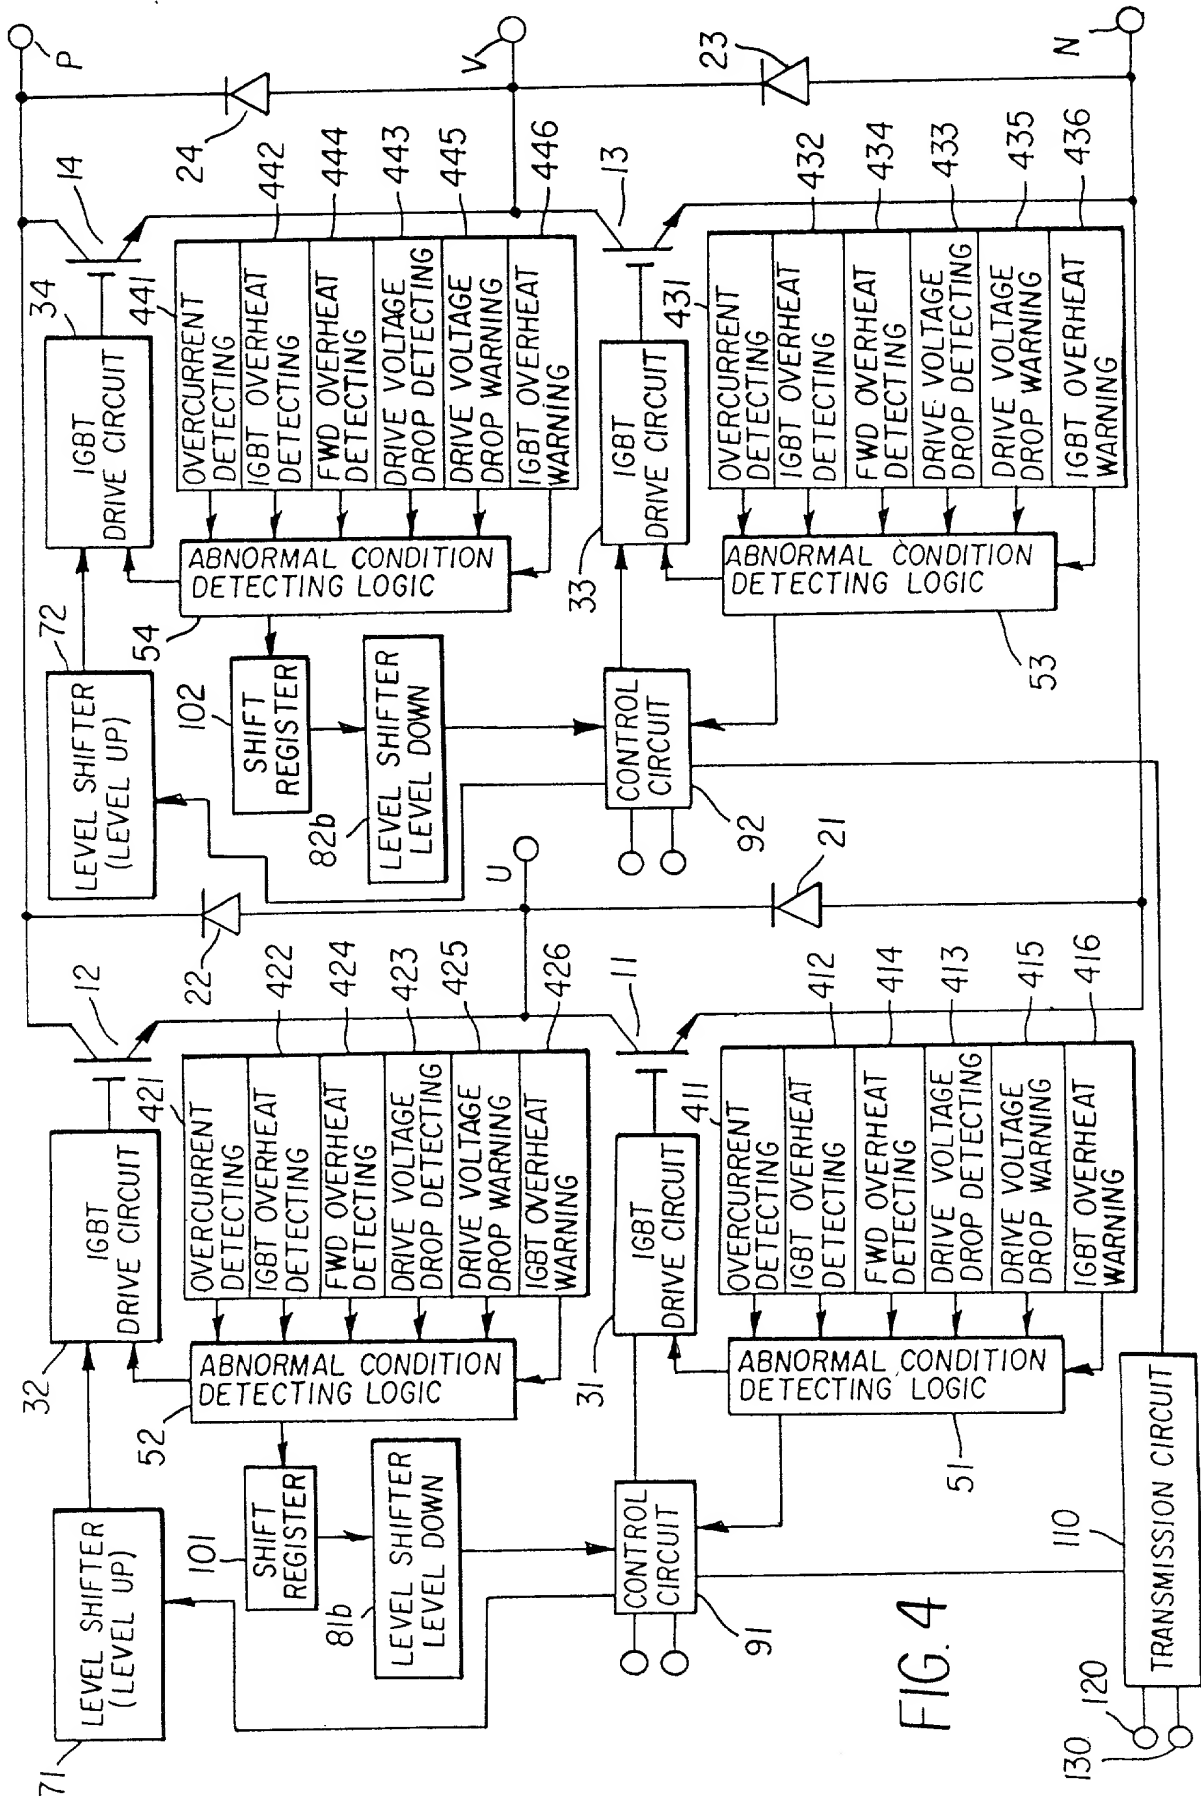 P
V
N
24
23
14
13
34
441
442
444
443
445
446
IGBT
DRIVE CIRCUIT
OVERCURRENT
DETECTING
IGBT OVERHEAT
DETECTING
FWD OVERHEAT
DETECTING
DRIVE VOLTAGE
DROP DETECTING
DRIVE VOLTAGE
DROP WARNING
IGBT OVERHEAT
WARNING
431
432
434
433
435
436
IGBT
DRIVE CIRCUIT
33
OVERCURRENT
DETECTING
IGBT OVERHEAT
DETECTING
FWD OVERHEAT
DETECTING
DRIVE VOLTAGE
DROP DETECTING
DRIVE VOLTAGE
DROP WARNING
IGBT OVERHEAT
WARNING
ABNORMAL CONDITION
DETECTING LOGIC
54
ABNORMAL CONDITION
DETECTING LOGIC
53
72
LEVEL SHIFTER
(LEVEL UP)
102
SHIFT
REGISTER
82b
LEVEL SHIFTER
LEVEL DOWN
CONTROL
CIRCUIT
92
U
22
21
12
11
32
421
422
424
423
425
426
IGBT
DRIVE CIRCUIT
OVERCURRENT
DETECTING
IGBT OVERHEAT
DETECTING
FWD OVERHEAT
DETECTING
DRIVE VOLTAGE
DROP DETECTING
DRIVE VOLTAGE
DROP WARNING
IGBT OVERHEAT
WARNING
411
412
414
413
415
416
IGBT
DRIVE CIRCUIT
31
OVERCURRENT
DETECTING
IGBT OVERHEAT
DETECTING
FWD OVERHEAT
DETECTING
DRIVE VOLTAGE
DROP DETECTING
DRIVE VOLTAGE
DROP WARNING
IGBT OVERHEAT
WARNING
ABNORMAL CONDITION
DETECTING LOGIC
52
ABNORMAL CONDITION
DETECTING LOGIC
51
71
LEVEL SHIFTER
(LEVEL UP)
101
SHIFT
REGISTER
81b
LEVEL SHIFTER
LEVEL DOWN
CONTROL
CIRCUIT
91
110
TRANSMISSION CIRCUIT
120
130
FIG. 4